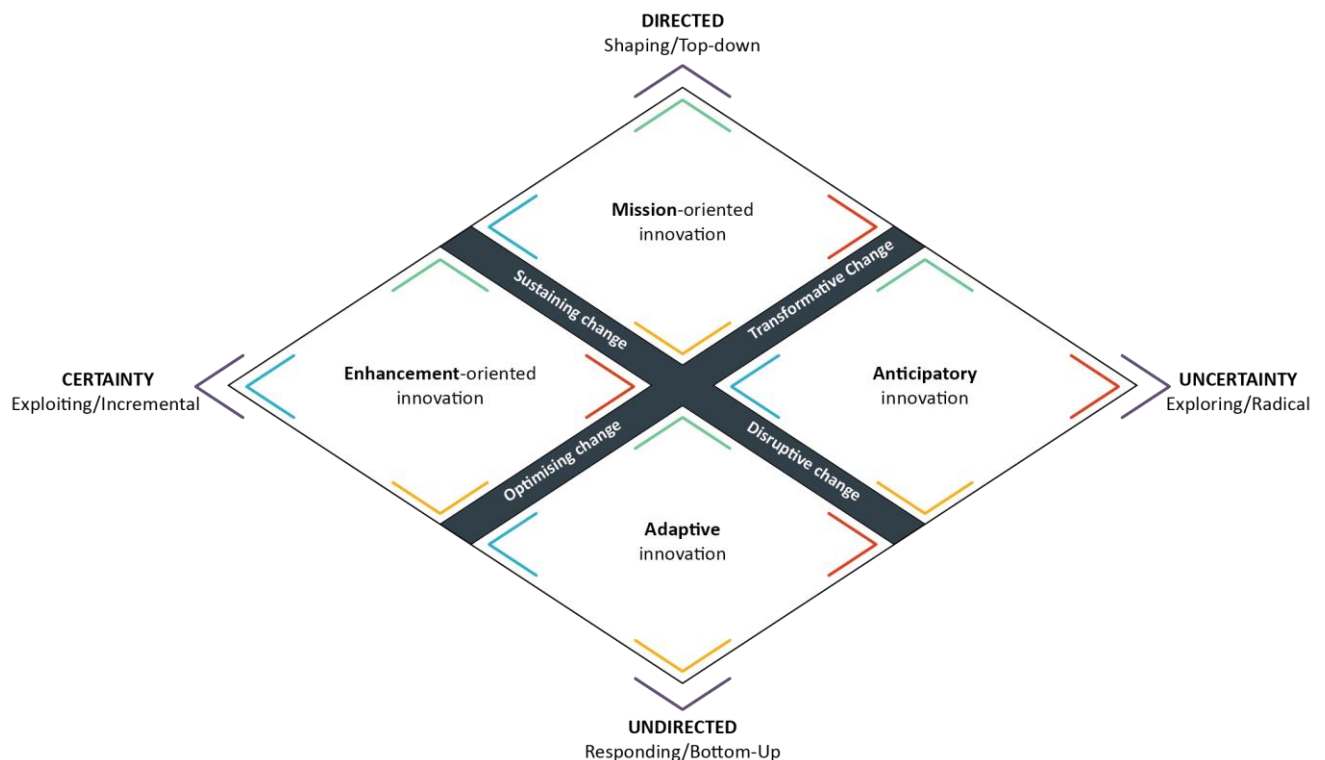 DIRECTED
Shaping/Top-down
Mission-oriented
innovation
Sustaining change
Transformative Change
CERTAINTY
Exploiting/Incremental
Enhancement-oriented
innovation
Anticipatory
innovation
UNCERTAINTY
Exploring/Radical
Optimising change
Disruptive change
Adaptive
innovation
UNDIRECTED
Responding/Bottom-Up